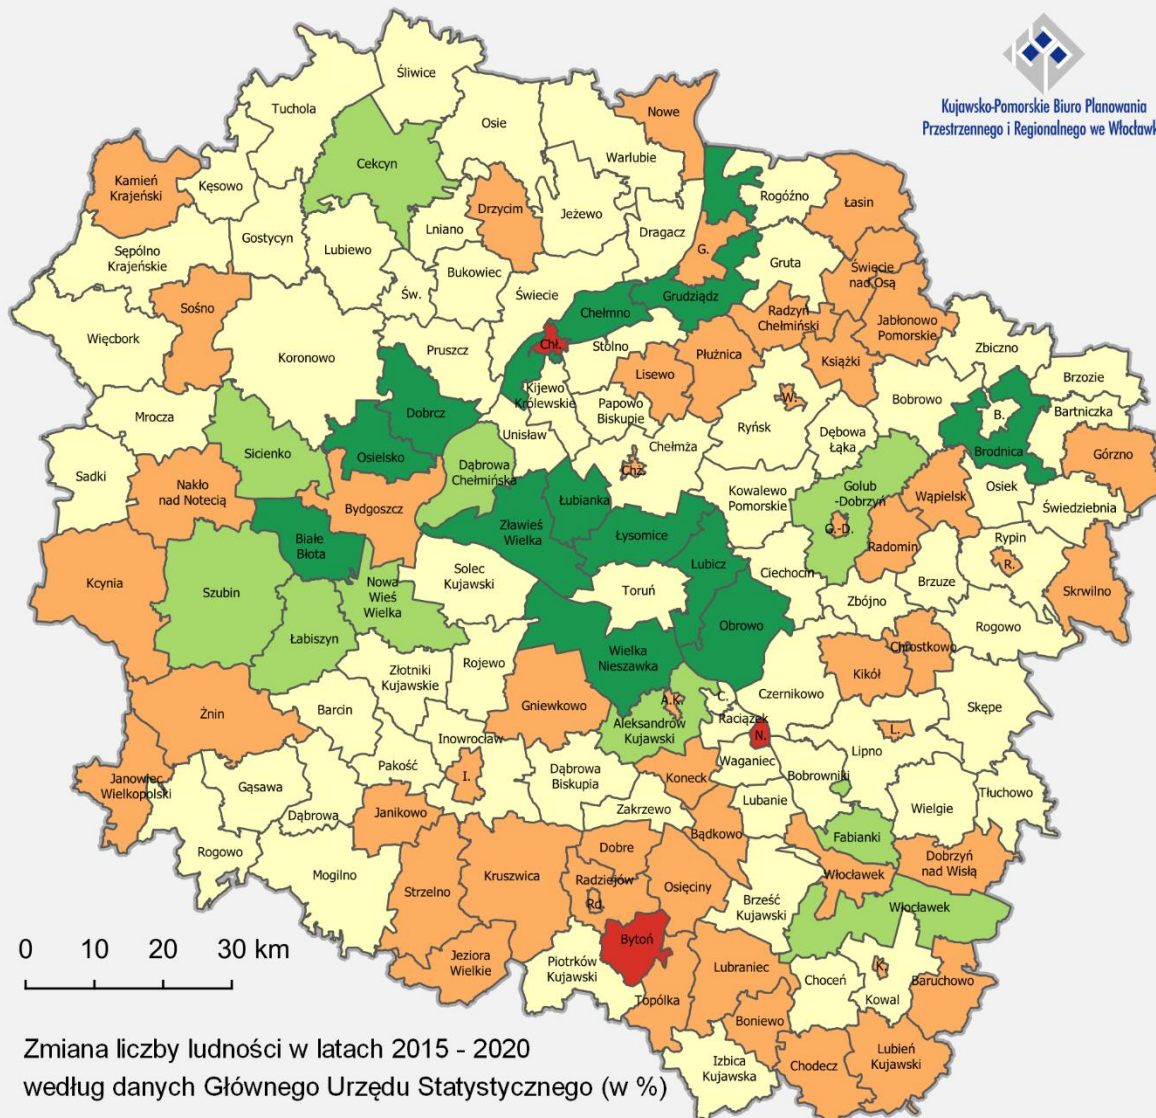 Kujawsko-Pomorskie Biuro Planowania
Przestrzennego i Regionalnego we Włocławk
Śliwice
Tuchola
Osie
Nowe
Cekcyn
Warlubie
Kamień
Krajeński
Kęsowo
Rogóźno
Łasin
Drzycim
Jeżewo
Gostycyn
Lniano
Dragacz
Sępólno
Krajeńskie
Lubiewo
G.
Gruta
Świecie
nad Osą
Bukowiec
Św.
Świecie
Grudziądz
Sośno
Chełmno
Radzyń
Chełmiński
Jabłonowo
Pomorskie
Więcbork
Koronowo
Pruszcz
Chł.
Stolno
Płużnica
Książki
Zbiczno
Lisewo
Brzozie
Kijewo
Królewskie
Papowo
Biskupie
W.
Bobrowo
Mrocza
Dobrcz
B.
Bartniczka
Unisław
Ryńsk
Dębowa
Łąka
Chełmża
Brodnica
Sicienko
Osielsko
Górzno
Sadki
Dąbrowa
Chełmińska
Chż.
Nakło
nad Notecią
Golub
-Dobrzyń
Osiek
Kowalewo
Pomorskie
Wąpielsk
Świedziebnia
Łubianka
Bydgoszcz
Zławieś
Wielka
G.-D.
Białe
Błota
Łysomice
Rypin
Radomin
Kcynia
Lubicz
R.
Solec
Kujawski
Ciechocin
Nowa
Wieś
Wielka
Brzuze
Skrwilno
Szubin
Toruń
Zbójno
Obrowo
Rogowo
Łabiszyn
Chrostkowo
Wielka
Nieszawka
Złotniki
Kujawskie
Rojewo
Kikół
A.K.
C.
Czernikowo
Gniewkowo
Skępe
Żnin
Barcin
Raciążek
Aleksandrów
Kujawski
N.
L.
Inowrocław
Lipno
Pakość
Dąbrowa
Biskupia
Waganiec
I.
Koneck
Bobrowniki
Janowiec
Wielkopolski
Gąsawa
Tłuchowo
Lubanie
Dąbrowa
Janikowo
Zakrzewo
Wielgie
Bądkowo
Fabianki
Rogowo
Dobre
Dobrzyń
nad Wisłą
Mogilno
Włocławek
Kruszwica
Radziejów
Osięciny
Strzelno
Brześć
Kujawski
Rd.
Włocławek
Bytoń
0 10 20 30 km
Lubraniec
Jeziora
Wielkie
Piotrków
Kujawski
K.
Choceń
Baruchowo
Kowal
Topólka
Boniewo
Zmiana liczby ludności w latach 2015 - 2020
Izbica
Kujawska
Chodecz
Lubień
Kujawski
według danych Głównego Urzędu Statystycznego (w %)